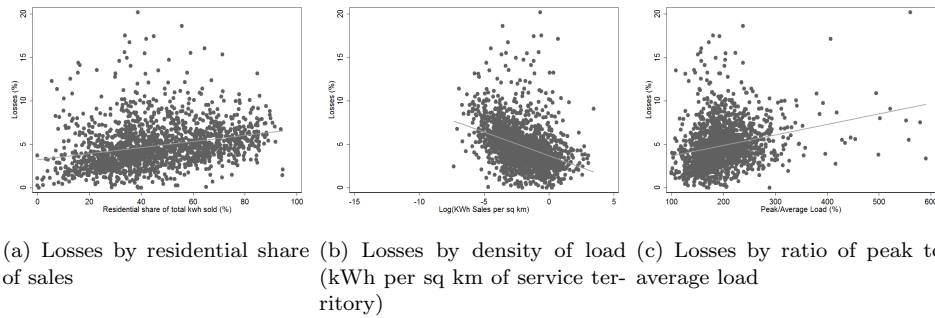 20
15
10
5
0
Losses (%)
0 20 40 60 80 100
Residential share of total kwh sold (%)
20
15
10
5
0
Losses (%)
-15 -10 -5 0 5
Log(KWh Sales per sq km)
20
15
10
5
0
Losses (%)
100 200 300 400 500 600
Peak/Average Load (%)
(a) Losses by residential share
of sales
(b) Losses by density of load
(kWh per sq km of service ter-
ritory)
(c) Losses by ratio of peak
average load